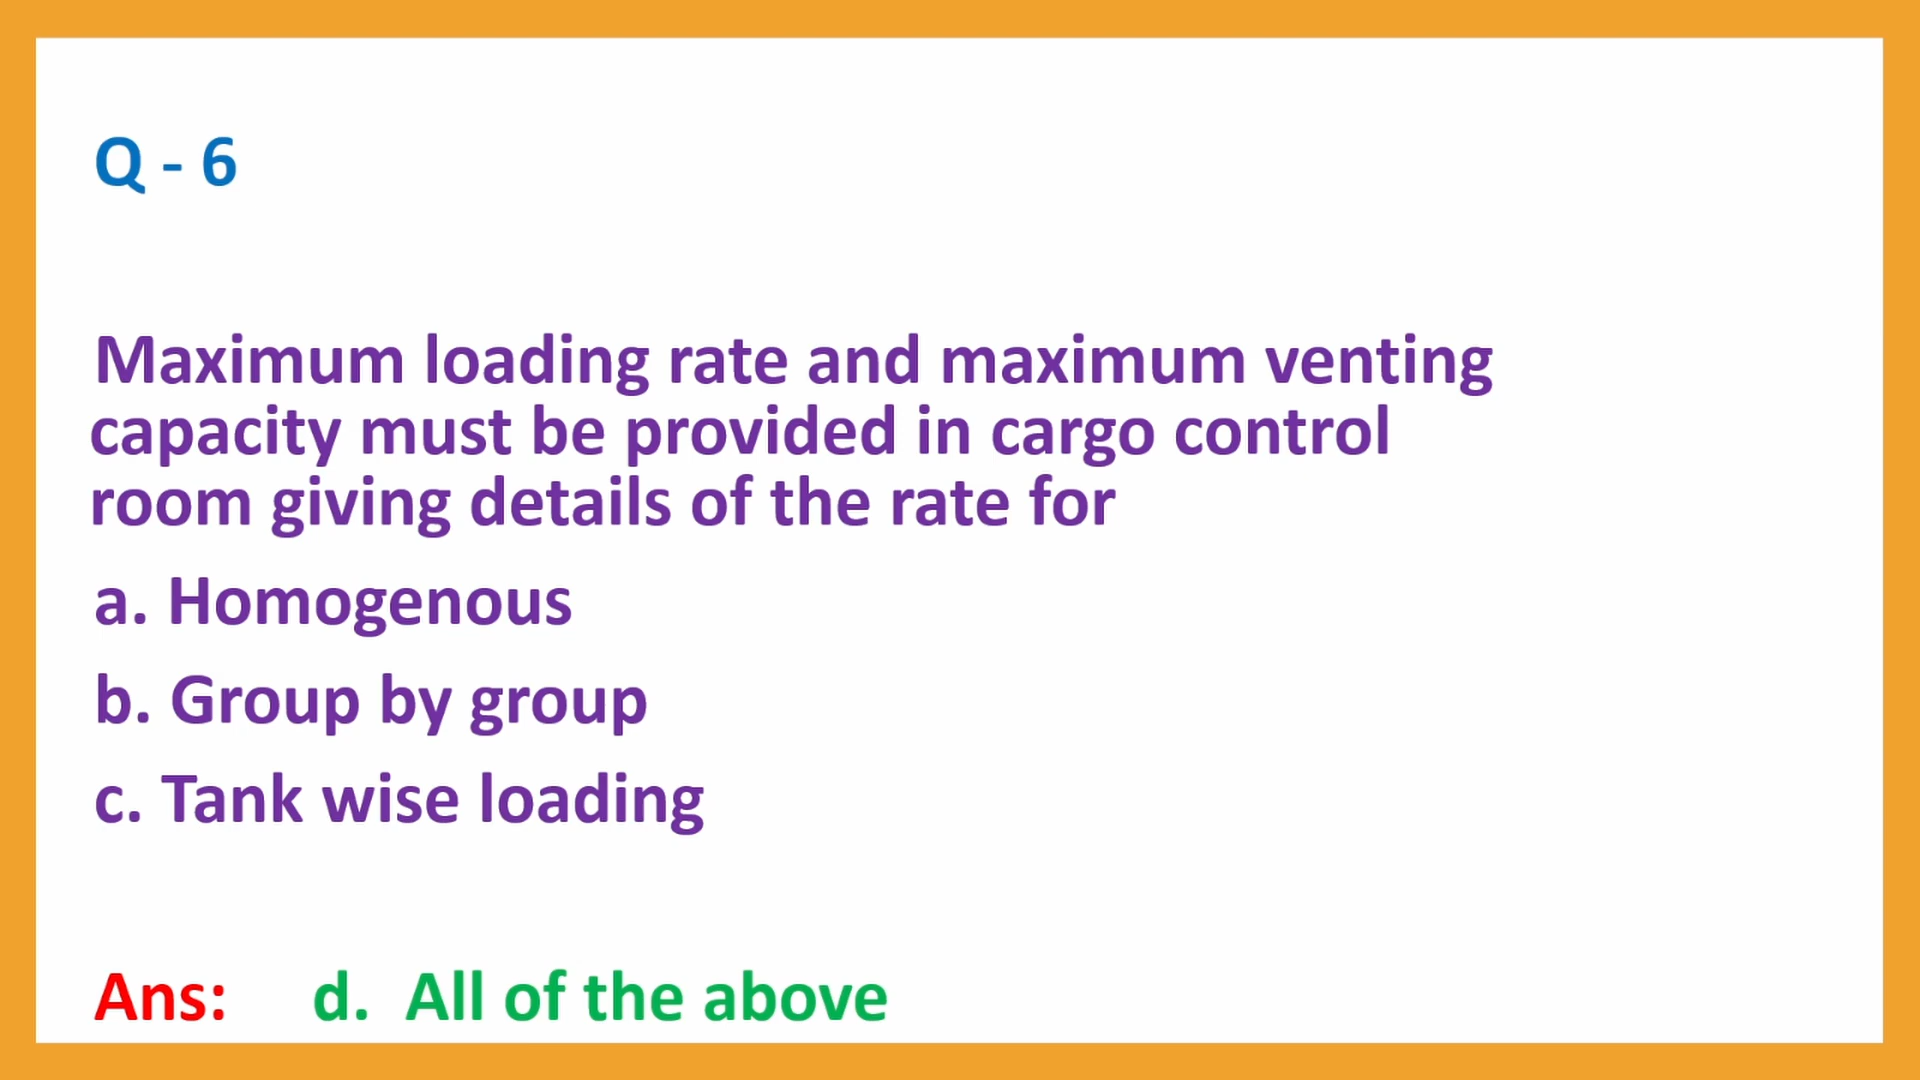 Q - 6
Maximum loading rate and maximum venting
capacity must be provided in cargo control
room giving details of the rate for
a. Homogenous
b. Group by group
c. Tank wise loading
Ans: d. All of the above